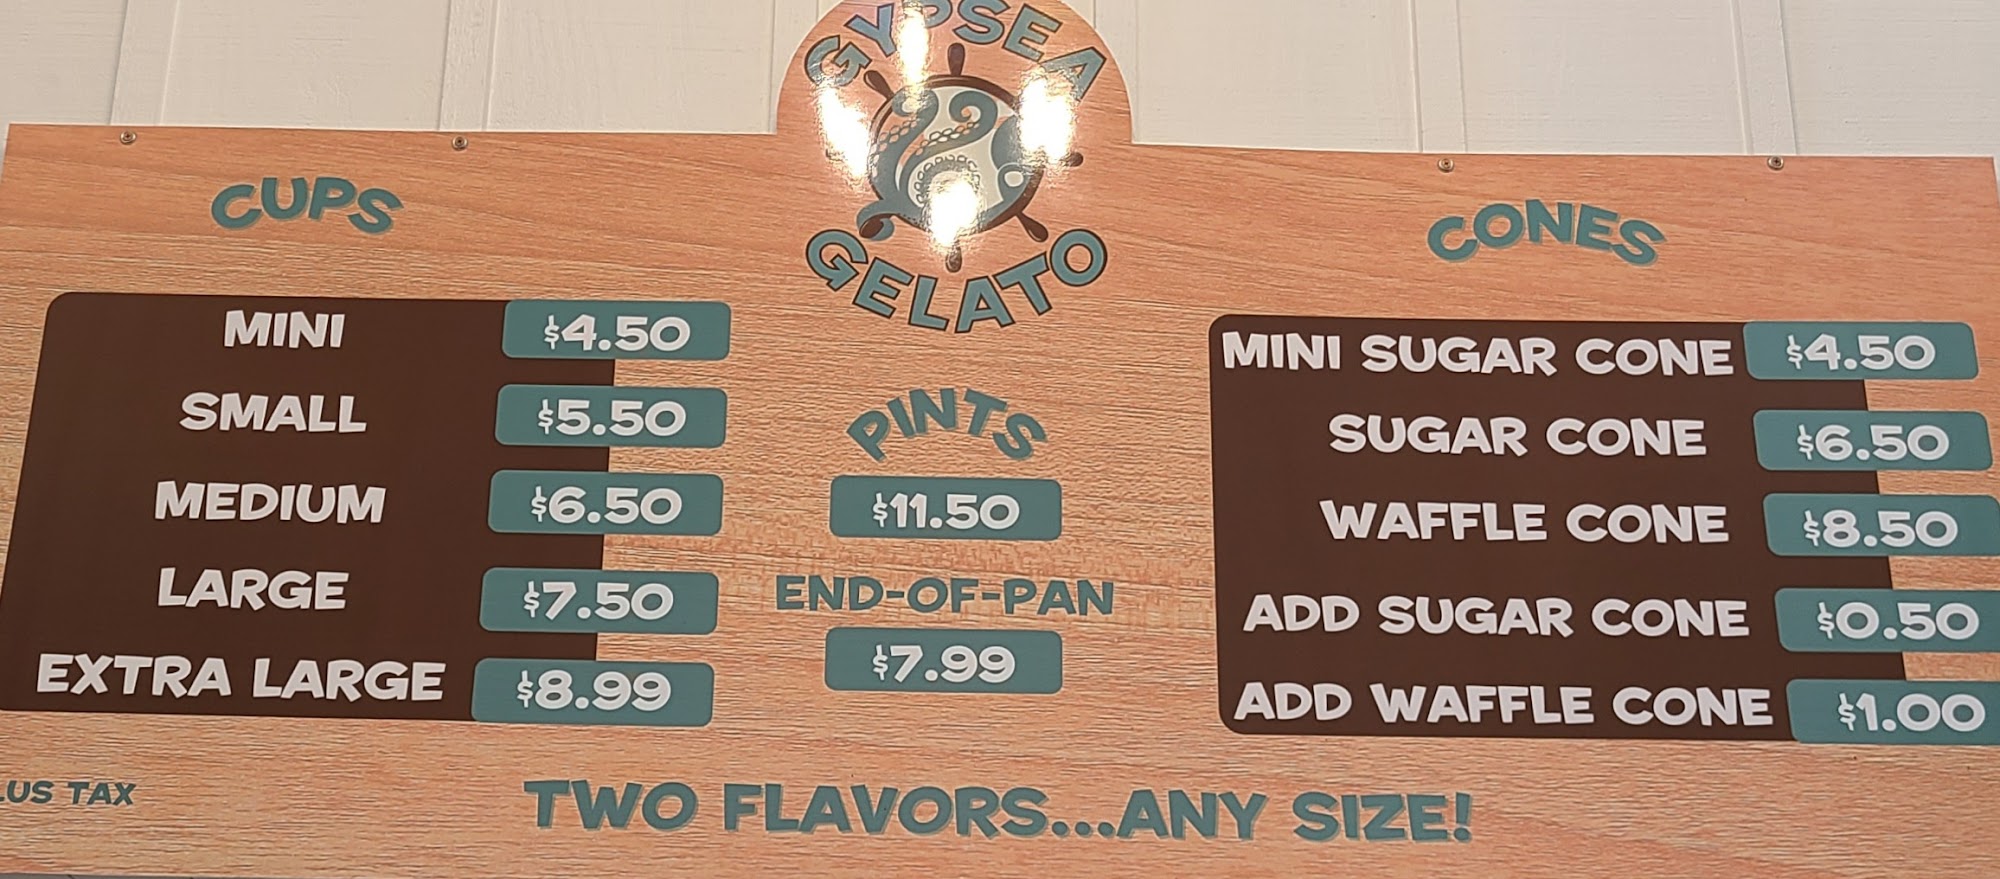 GYPSEA
GELATO
CUPS
MINI $4.50
SMALL $5.50
MEDIUM $6.50
LARGE $7.50
EXTRA LARGE $8.99
PINTS
$11.50
END-OF-PAN
$7.99
CONES
MINI SUGAR CONE $4.50
SUGAR CONE $6.50
WAFFLE CONE $8.50
ADD SUGAR CONE $0.50
ADD WAFFLE CONE $1.00
LUS TAX
TWO FLAVORS...ANY SIZE!